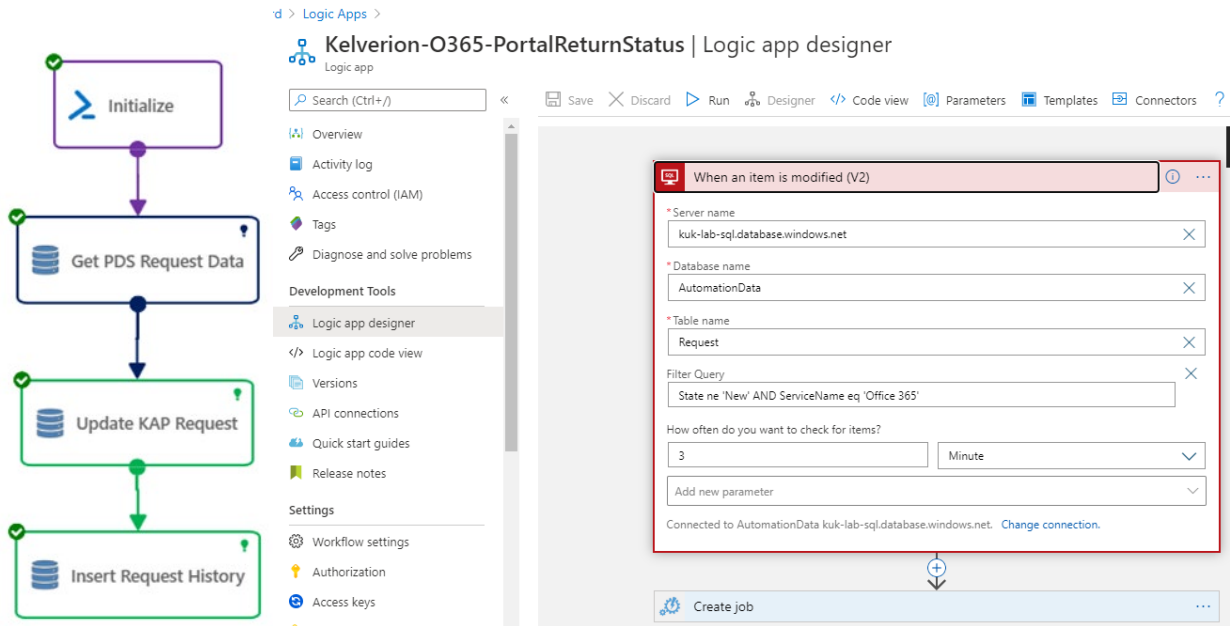 Initialize
Get PDS Request Data
Update KAP Request
Insert Request History
rd > Logic Apps >
Kelverion-O365-PortalReturnStatus | Logic app designer
Logic app
Search (Ctrl+/)
«
Overview
Activity log
Access control (IAM)
Tags
Diagnose and solve problems
Development Tools
Logic app designer
Logic app code view
Versions
API connections
Quick start guides
Release notes
Settings
Workflow settings
Authorization
Access keys
Save Discard Run Designer Code view Parameters Templates Connectors ?
SQL When an item is modified (V2)
* Server name
kuk-lab-sql.database.windows.net
* Database name
AutomationData
* Table name
Request
Filter Query
State ne 'New' AND ServiceName eq 'Office 365'
How often do you want to check for items?
3 Minute
Add new parameter
Connected to AutomationData kuk-lab-sql.database.windows.net. Change connection.
Create job